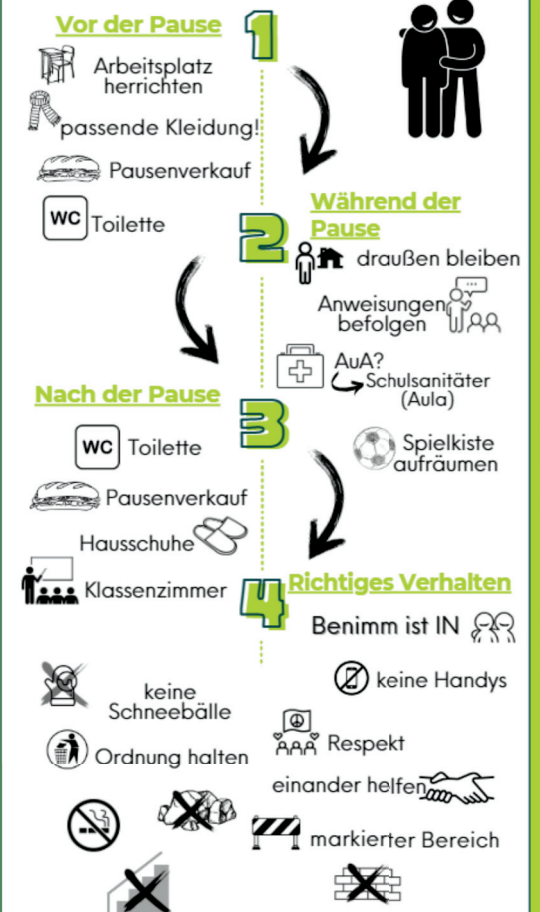 Vor der Pause
1
Arbeitsplatz
herrichten
passende Kleidung!
Pausenverkauf
WC Toilette
Während der
Pause
2
draußen bleiben
Anweisungen
befolgen
AuA?
Schulsanitäter
(Aula)
Spielkiste
aufräumen
Nach der Pause
3
WC Toilette
Pausenverkauf
Hausschuhe
Klassenzimmer
4
Richtiges Verhalten
Benimm ist IN
keine Handys
keine
Schneebälle
Respekt
Ordnung halten
einander helfen
markierter Bereich